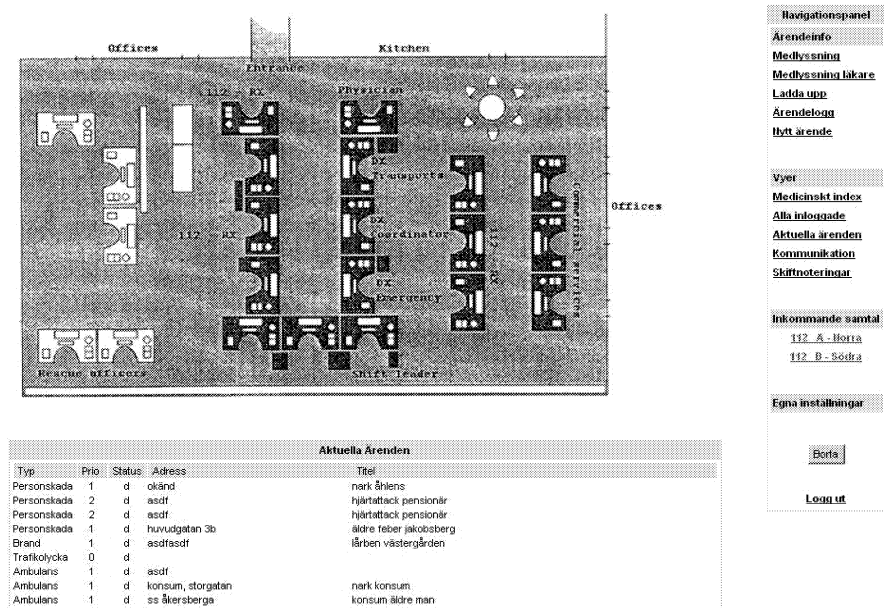 Offices
Kitchen
Entrance
112 - RX
Physician
DX
Transports
Offices
112 - RX
DX
Coordinator
112 - RX
Commercial services
DX
Emergency
Rescue officers
Shift leader
Navigationspanel
Ärendeinfo
Medlyssning
Medlyssning läkare
Ladda upp
Ärendelogg
Nytt ärende
Vyer
Medicinskt index
Alla inloggade
Aktuella ärenden
Kommunikation
Skiftnoteringar
Inkommande samtal
112 A - Norra
112 B - Södra
Egna inställningar
Borta
Logg ut
Aktuella Ärenden
Typ Prio Status Adress Titel
Personskada 1 d okänd nark åhlens
Personskada 2 d asdf hjärtattack pensionär
Personskada 2 d asdf hjärtattack pensionär
Personskada 1 d huvudgatan 3b äldre feber jakobsberg
Brand 1 d asdfasdf lårben västergården
Trafikolycka 0 d
Ambulans 1 d asdf
Ambulans 1 d konsum, storgatan nark konsum
Ambulans 1 d ss åkersberga konsum äldre man